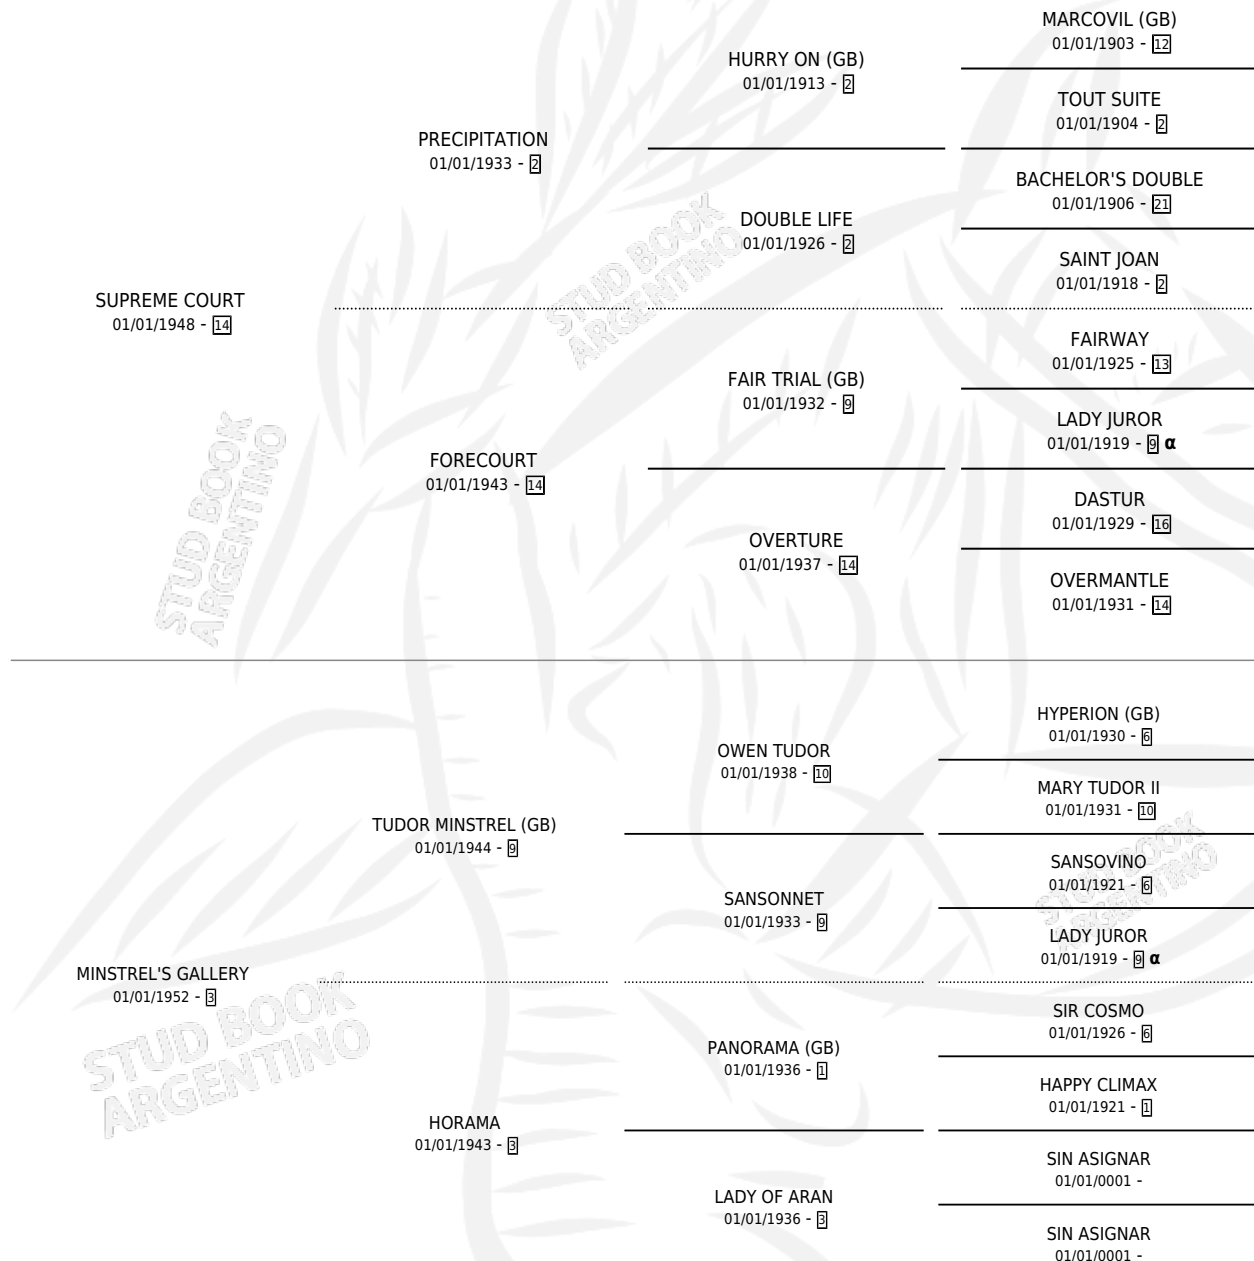 MARCOVIL (GB)
01/01/1903 - 12
HURRY ON (GB)
01/01/1913 - 2
TOUT SUITE
01/01/1904 - 2
PRECIPITATION
01/01/1933 - 2
BACHELOR'S DOUBLE
01/01/1906 - 21
DOUBLE LIFE
01/01/1926 - 2
SAINT JOAN
01/01/1918 - 2
STUD BOOK
ARGENTINO
SUPREME COURT
01/01/1948 - 14
FAIRWAY
01/01/1925 - 13
FAIR TRIAL (GB)
01/01/1932 - 9
LADY JUROR
01/01/1919 - 9 α
FORECOURT
01/01/1943 - 14
DASTUR
01/01/1929 - 16
OVERTURE
01/01/1937 - 14
OVERMANTLE
01/01/1931 - 14
STUD BOOK
ARGENTINO
HYPERION (GB)
01/01/1930 - 6
OWEN TUDOR
01/01/1938 - 10
MARY TUDOR II
01/01/1931 - 10
TUDOR MINSTREL (GB)
01/01/1944 - 9
SANSOVINO
01/01/1921 - 6
SANSONNET
01/01/1933 - 9
LADY JUROR
01/01/1919 - 9 α
STUD BOOK
ARGENTINO
MINSTREL'S GALLERY
01/01/1952 - 3
SIR COSMO
01/01/1926 - 6
PANORAMA (GB)
01/01/1936 - 1
HAPPY CLIMAX
01/01/1921 - 1
HORAMA
01/01/1943 - 3
SIN ASIGNAR
01/01/0001 -
LADY OF ARAN
01/01/1936 - 3
SIN ASIGNAR
01/01/0001 -
STUD BOOK
ARGENTINO